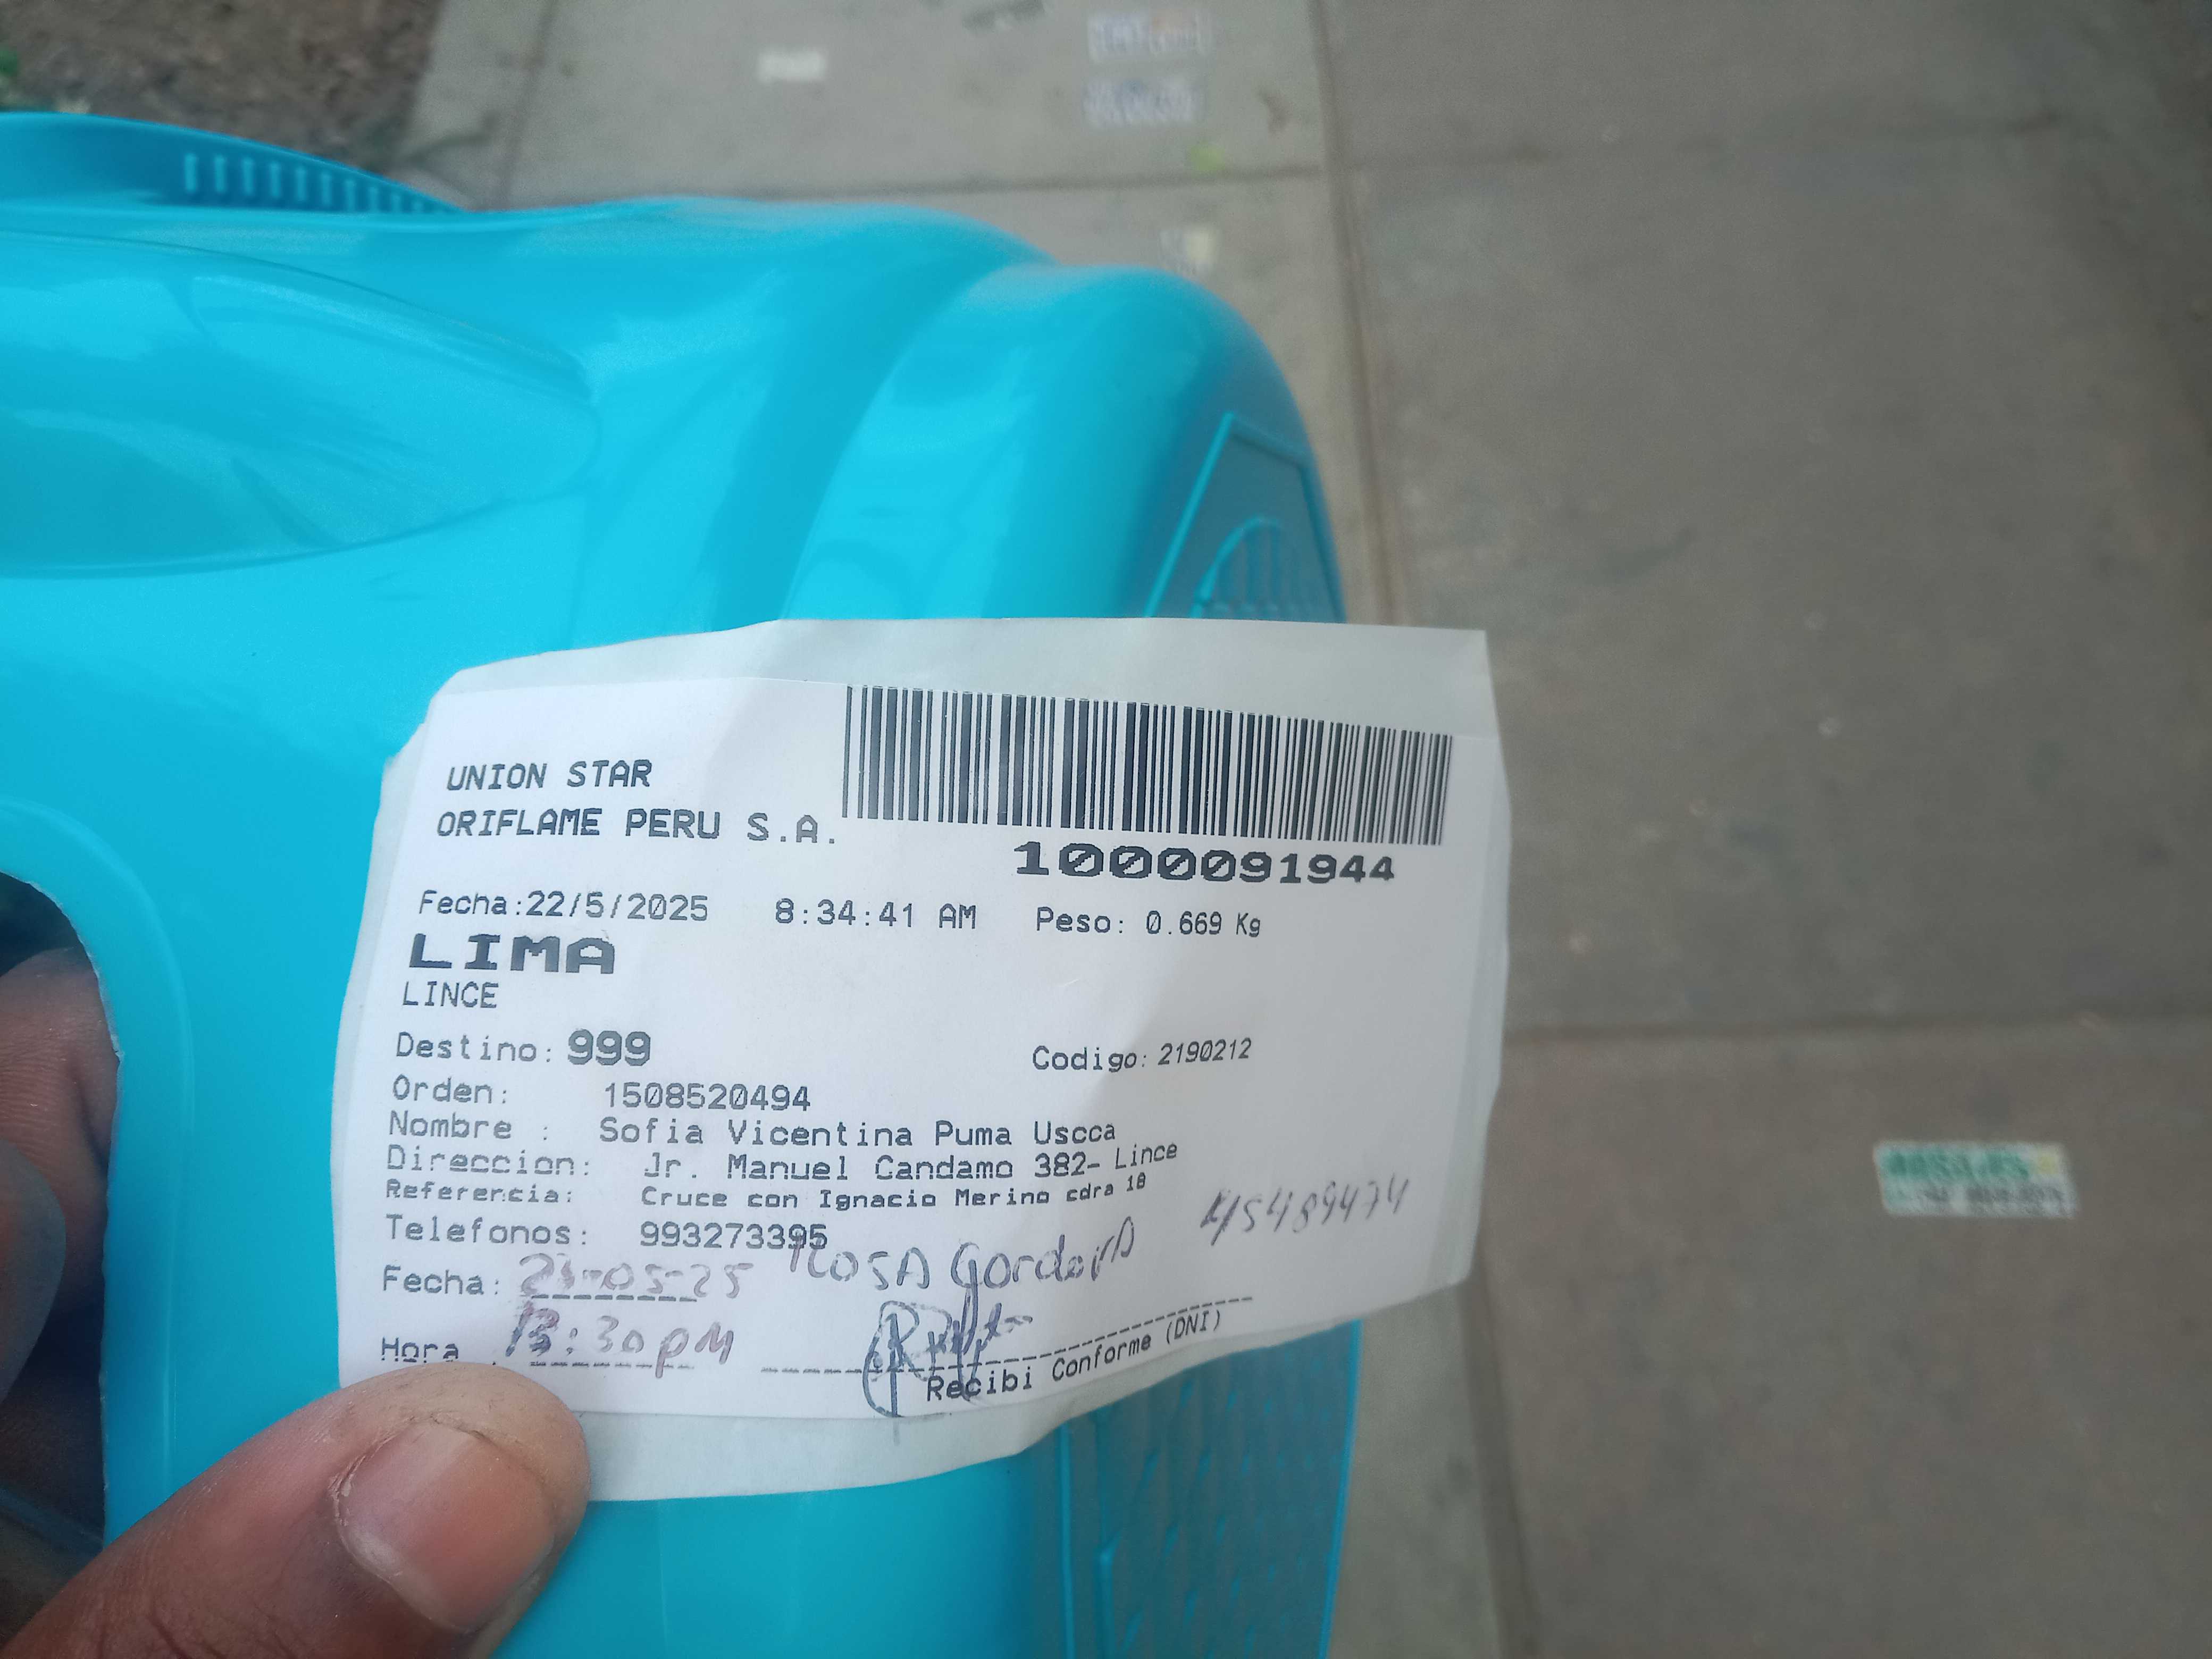 UNION STAR
ORIFLAME PERU S.A.
1000091944
Fecha:22/5/2025 8:34:41 AM Peso: 0.669 Kg
LIMA
LINCE
Destino: 999 Codigo: 2190212
Orden: 1508520494
Nombre : Sofia Vicentina Puma Uscca
Direccion: Jr. Manuel Candamo 382- Lince
Referencia: Cruce con Ignacio Merino cdra 18
Telefonos: 993273395 45489474
Fecha: 23-05-25 ROSA
Hora 13:30 pM
Recibi Conforme (DNI)